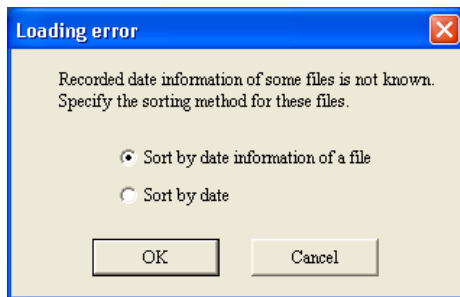 Loading error
Recorded date information of some files is not known.
Specify the sorting method for these files.
Sort by date information of a file
Sort by date
OK
Cancel